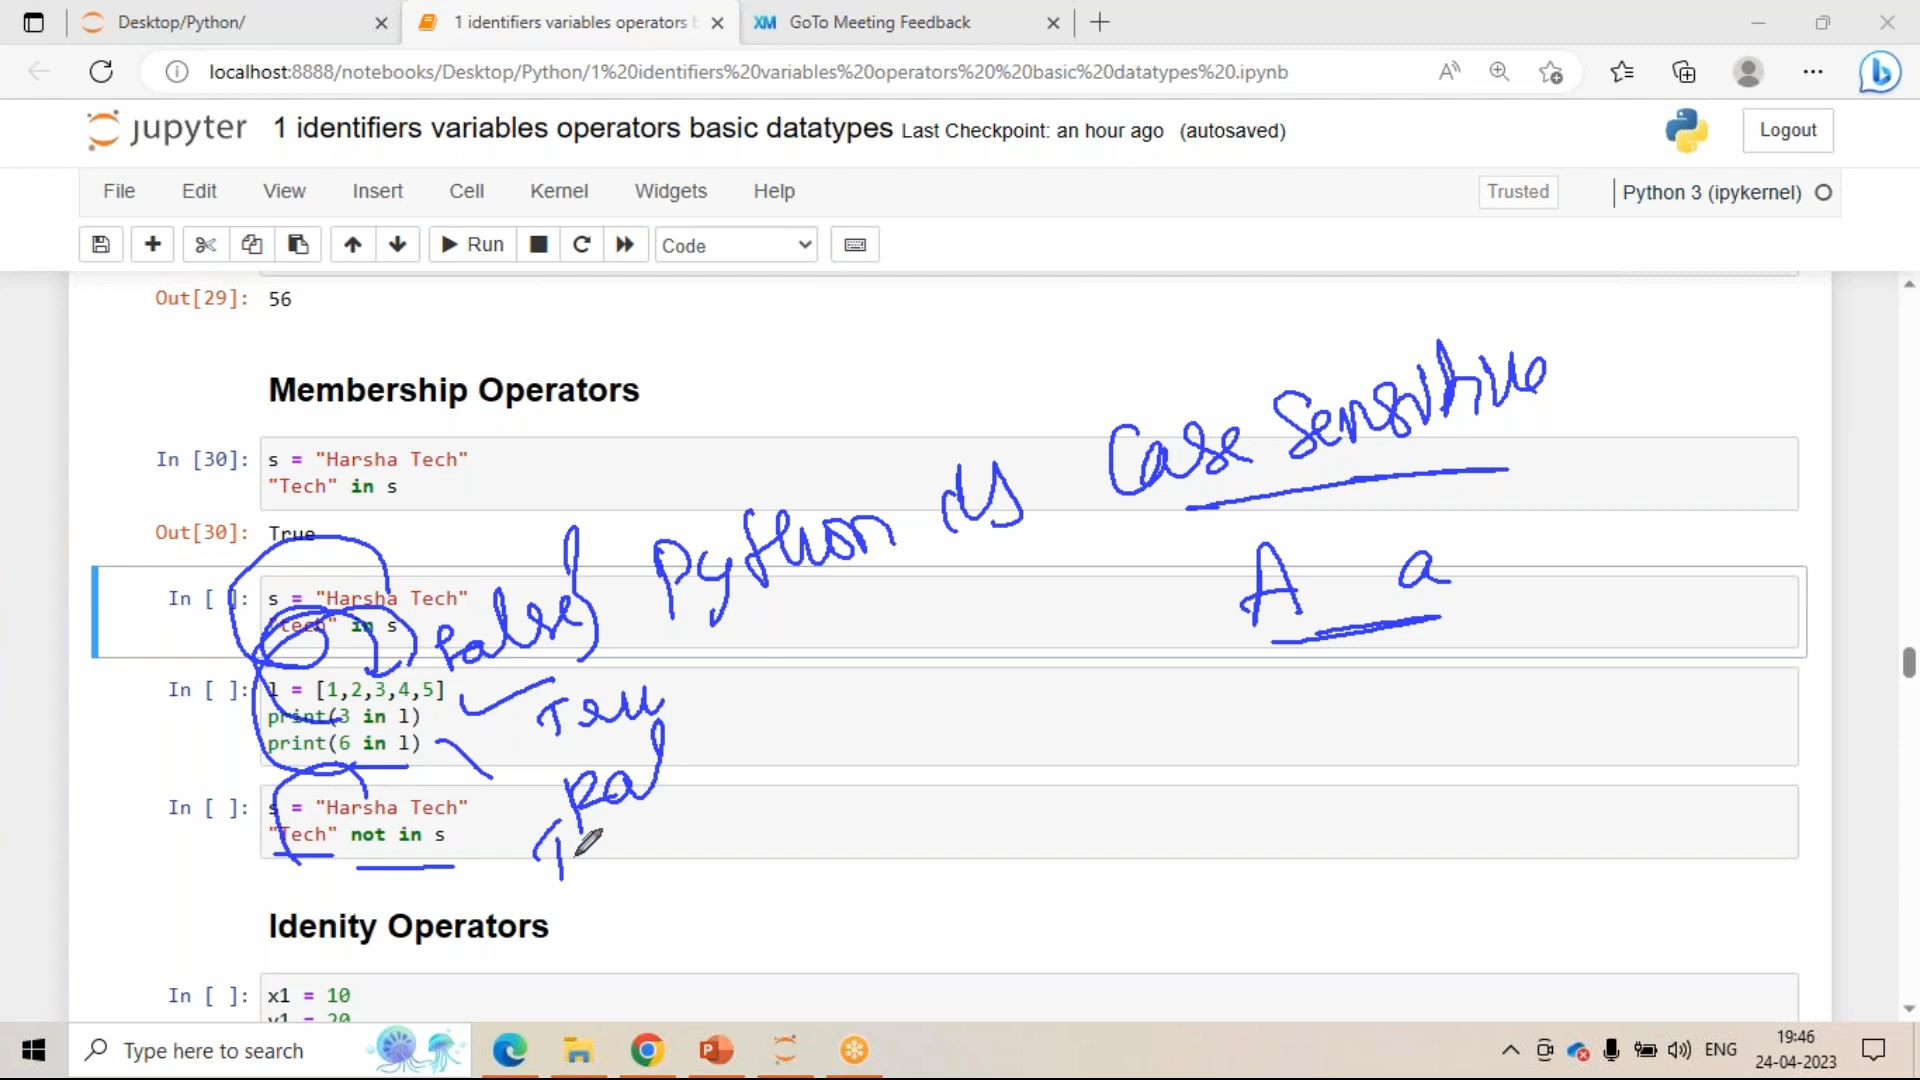 Desktop/Python/
1 identifiers variables operators b
XM GoTo Meeting Feedback
localhost:8888/notebooks/Desktop/Python/1%20identifiers%20variables%20operators%20%20basic%20datatypes%20.ipynb
jupyter 1 identifiers variables operators basic datatypes Last Checkpoint: an hour ago (autosaved)
Logout
File Edit View Insert Cell Kernel Widgets Help
Trusted
Python 3 (ipykernel)
Run
Code
Out[29]: 56
Membership Operators
Case Sensitive
In [30]: s = "Harsha Tech"
"Tech" in s
Python is
Out[30]: True
A a
In [ ]: s = "Harsha Tech"
"tech" in s
False
In [ ]: l = [1,2,3,4,5]
print(3 in l)
print(6 in l)
In [ ]: s = "Harsha Tech"
"Tech" not in s
T
Idenity Operators
In [ ]: x1 = 10
y1 = 20
Type here to search
ENG
19:46
24-04-2023